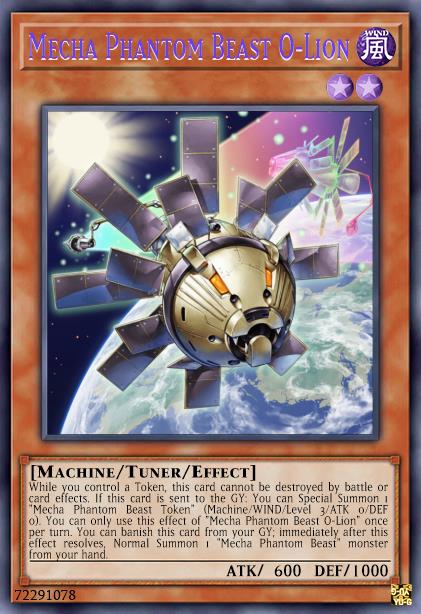 MECHA PHANTOM BEAST O-LION
WIND
風
[MACHINE/TUNER/EFFECT]
While you control a Token, this card cannot be destroyed by battle or
card effects. If this card is sent to the GY: You can Special Summon 1
"Mecha Phantom Beast Token" (Machine/WIND/Level 3/ATK 0/DEF
0). You can only use this effect of "Mecha Phantom Beast O-Lion" once
per turn. You can banish this card from your GY; immediately after this
effect resolves, Normal Summon 1 "Mecha Phantom Beast" monster
from your hand.
ATK/ 600 DEF/1000
72291078